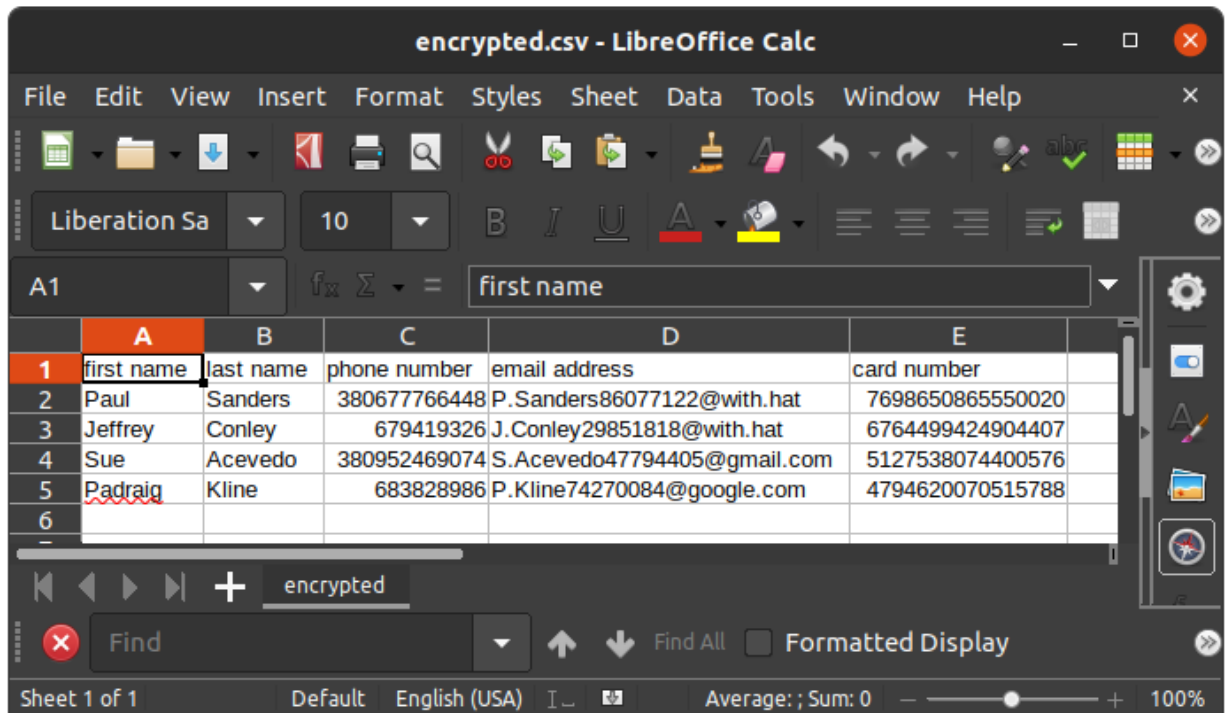 encrypted.csv - LibreOffice Calc
File Edit View Insert Format Styles Sheet Data Tools Window Help
abc
Liberation Sa 10 B I U A
A1 fx Σ = first name
A B C D E
1 first name last name phone number email address card number
2 Paul Sanders 380677766448 P.Sanders86077122@with.hat 7698650865550020
3 Jeffrey Conley 679419326 J.Conley29851818@with.hat 6764499424904407
4 Sue Acevedo 380952469074 S.Acevedo47794405@gmail.com 5127538074400576
5 Padraig Kline 683828986 P.Kline74270084@google.com 4794620070515788
6
encrypted
Find Find All Formatted Display
Sheet 1 of 1 Default English (USA) Average: ; Sum: 0 100%